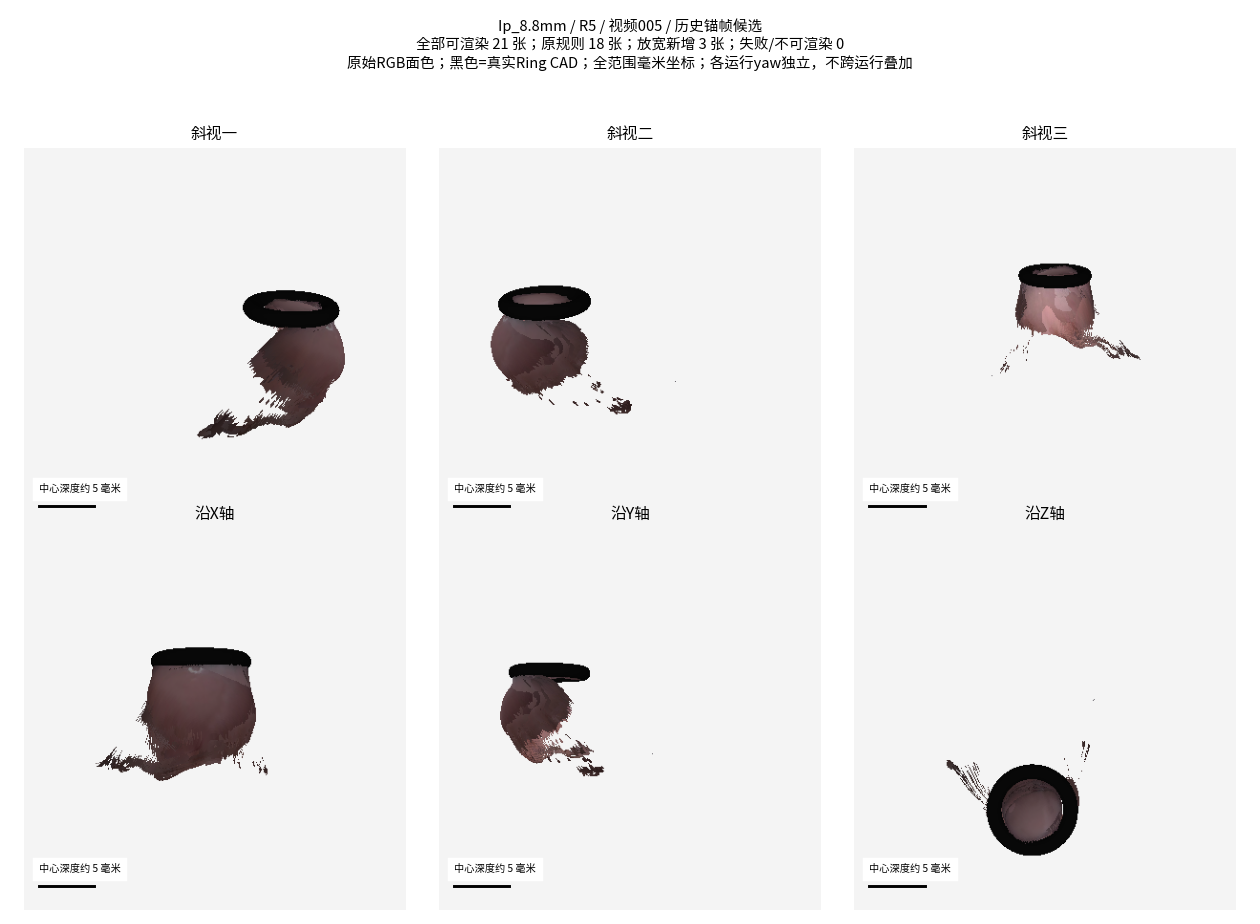 Ip_8.8mm / R5 / 视频005 / 历史锚帧候选
全部可渲染 21 张；原规则 18 张；放宽新增 3 张；失败/不可渲染 0
原始RGB面色；黑色=真实Ring CAD；全范围毫米坐标；各运行yaw独立，不跨运行叠加
斜视一
斜视二
斜视三
中心深度约 5 毫米
中心深度约 5 毫米
中心深度约 5 毫米
沿X轴
沿Y轴
沿Z轴
中心深度约 5 毫米
中心深度约 5 毫米
中心深度约 5 毫米